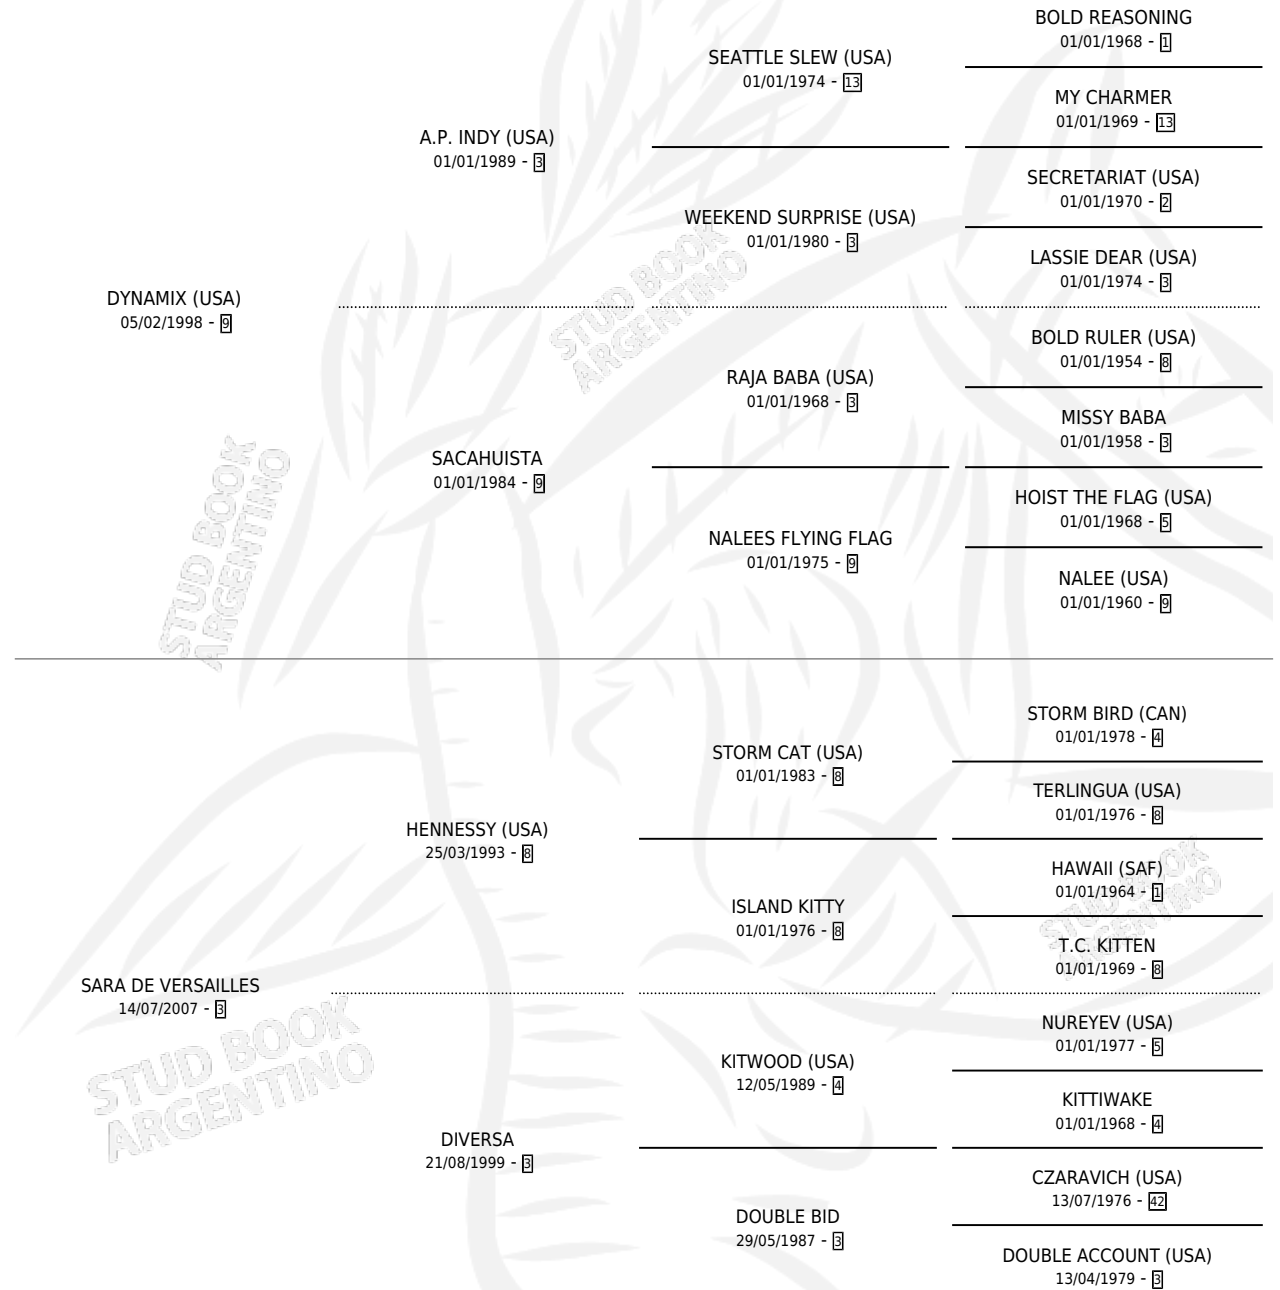 BOLD REASONING
01/01/1968 - 1
SEATTLE SLEW (USA)
01/01/1974 - 13
MY CHARMER
01/01/1969 - 13
A.P. INDY (USA)
01/01/1989 - 3
SECRETARIAT (USA)
01/01/1970 - 2
WEEKEND SURPRISE (USA)
01/01/1980 - 3
LASSIE DEAR (USA)
01/01/1974 - 3
DYNAMIX (USA)
05/02/1998 - 9
BOLD RULER (USA)
01/01/1954 - 8
RAJA BABA (USA)
01/01/1968 - 3
MISSY BABA
01/01/1958 - 3
SACAHUISTA
01/01/1984 - 9
HOIST THE FLAG (USA)
01/01/1968 - 5
NALEES FLYING FLAG
01/01/1975 - 9
NALEE (USA)
01/01/1960 - 9
STORM BIRD (CAN)
01/01/1978 - 4
STORM CAT (USA)
01/01/1983 - 8
TERLINGUA (USA)
01/01/1976 - 8
HENNESSY (USA)
25/03/1993 - 8
HAWAII (SAF)
01/01/1964 - 1
ISLAND KITTY
01/01/1976 - 8
T.C. KITTEN
01/01/1969 - 8
SARA DE VERSAILLES
14/07/2007 - 3
NUREYEV (USA)
01/01/1977 - 5
KITWOOD (USA)
12/05/1989 - 4
KITTIWAKE
01/01/1968 - 4
DIVERSA
21/08/1999 - 3
CZARAVICH (USA)
13/07/1976 - 42
DOUBLE BID
29/05/1987 - 3
DOUBLE ACCOUNT (USA)
13/04/1979 - 3
STUD BOOK
ARGENTINO
STUD BOOK
ARGENTINO
STUD BOOK
ARGENTINO
STUD BOOK
ARGENTINO